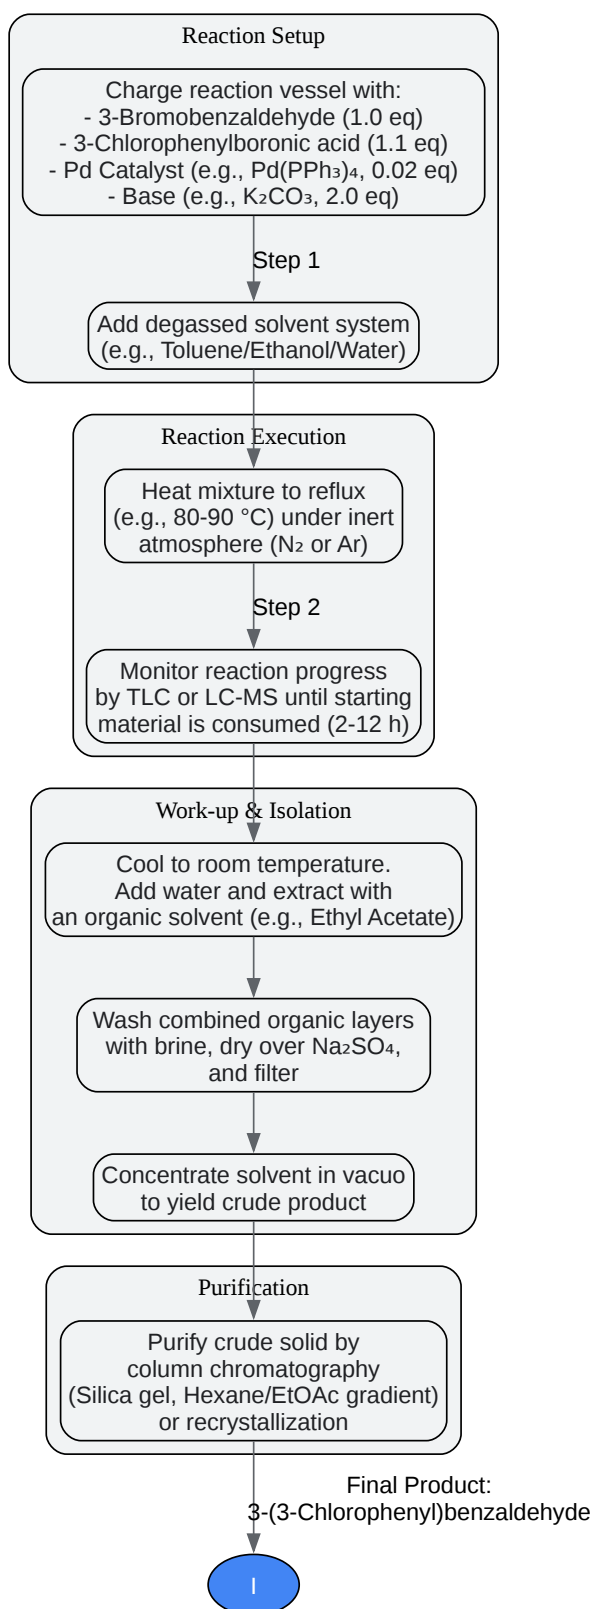 Reaction Setup
Charge reaction vessel with:
- 3-Bromobenzaldehyde (1.0 eq)
- 3-Chlorophenylboronic acid (1.1 eq)
- Pd Catalyst (e.g., Pd(PPh₃)₄, 0.02 eq)
- Base (e.g., K₂CO₃, 2.0 eq)
Step 1
Add degassed solvent system
(e.g., Toluene/Ethanol/Water)
Reaction Execution
Heat mixture to reflux
(e.g., 80-90 °C) under inert
atmosphere (N₂ or Ar)
Step 2
Monitor reaction progress
by TLC or LC-MS until starting
material is consumed (2-12 h)
Work-up & Isolation
Cool to room temperature.
Add water and extract with
an organic solvent (e.g., Ethyl Acetate)
Wash combined organic layers
with brine, dry over Na₂SO₄,
and filter
Concentrate solvent in vacuo
to yield crude product
Purification
Purify crude solid by
column chromatography
(Silica gel, Hexane/EtOAc gradient)
or recrystallization
Final Product:
3-(3-Chlorophenyl)benzaldehyde
I